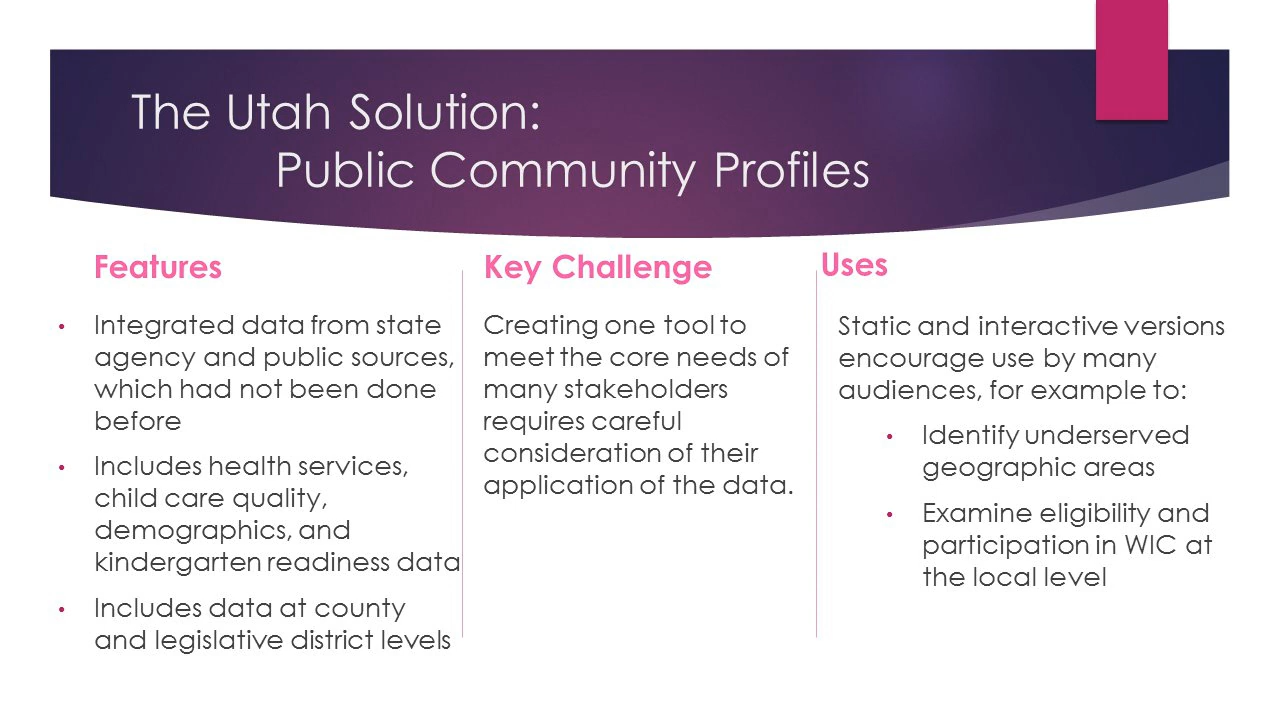 The Utah Solution:
Public Community Profiles
Features
• Integrated data from state
agency and public sources,
which had not been done
before
• Includes health services,
child care quality,
demographics, and
kindergarten readiness data
• Includes data at county
and legislative district levels
Key Challenge
Creating one tool to
meet the core needs of
many stakeholders
requires careful
consideration of their
application of the data.
Uses
Static and interactive versions
encourage use by many
audiences, for example to:
• Identify underserved
geographic areas
• Examine eligibility and
participation in WIC at
the local level